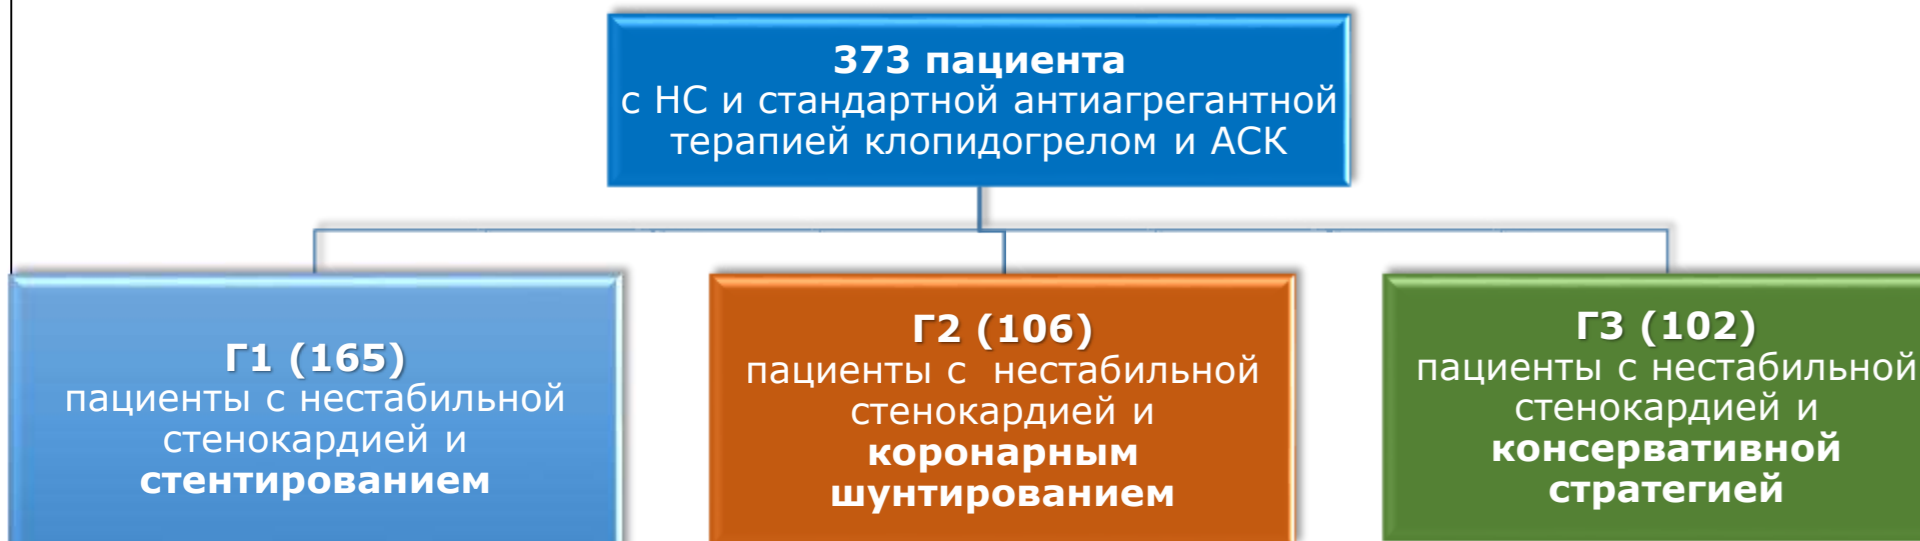 373 пациента
с НС и стандартной антиагрегантной
терапией клопидогрелом и АСК
Г1 (165)
пациенты с нестабильной
стенокардией и
стентированием
Г2 (106)
пациенты с нестабильной
стенокардией и
коронарным
шунтированием
Г3 (102)
пациенты с нестабильной
стенокардией и
консервативной
стратегией